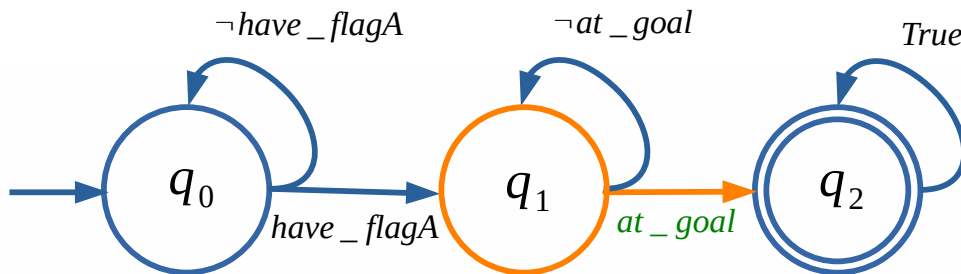 ¬have_flagA
¬at_goal
True
q0
q1
q2
have_flagA
at_goal